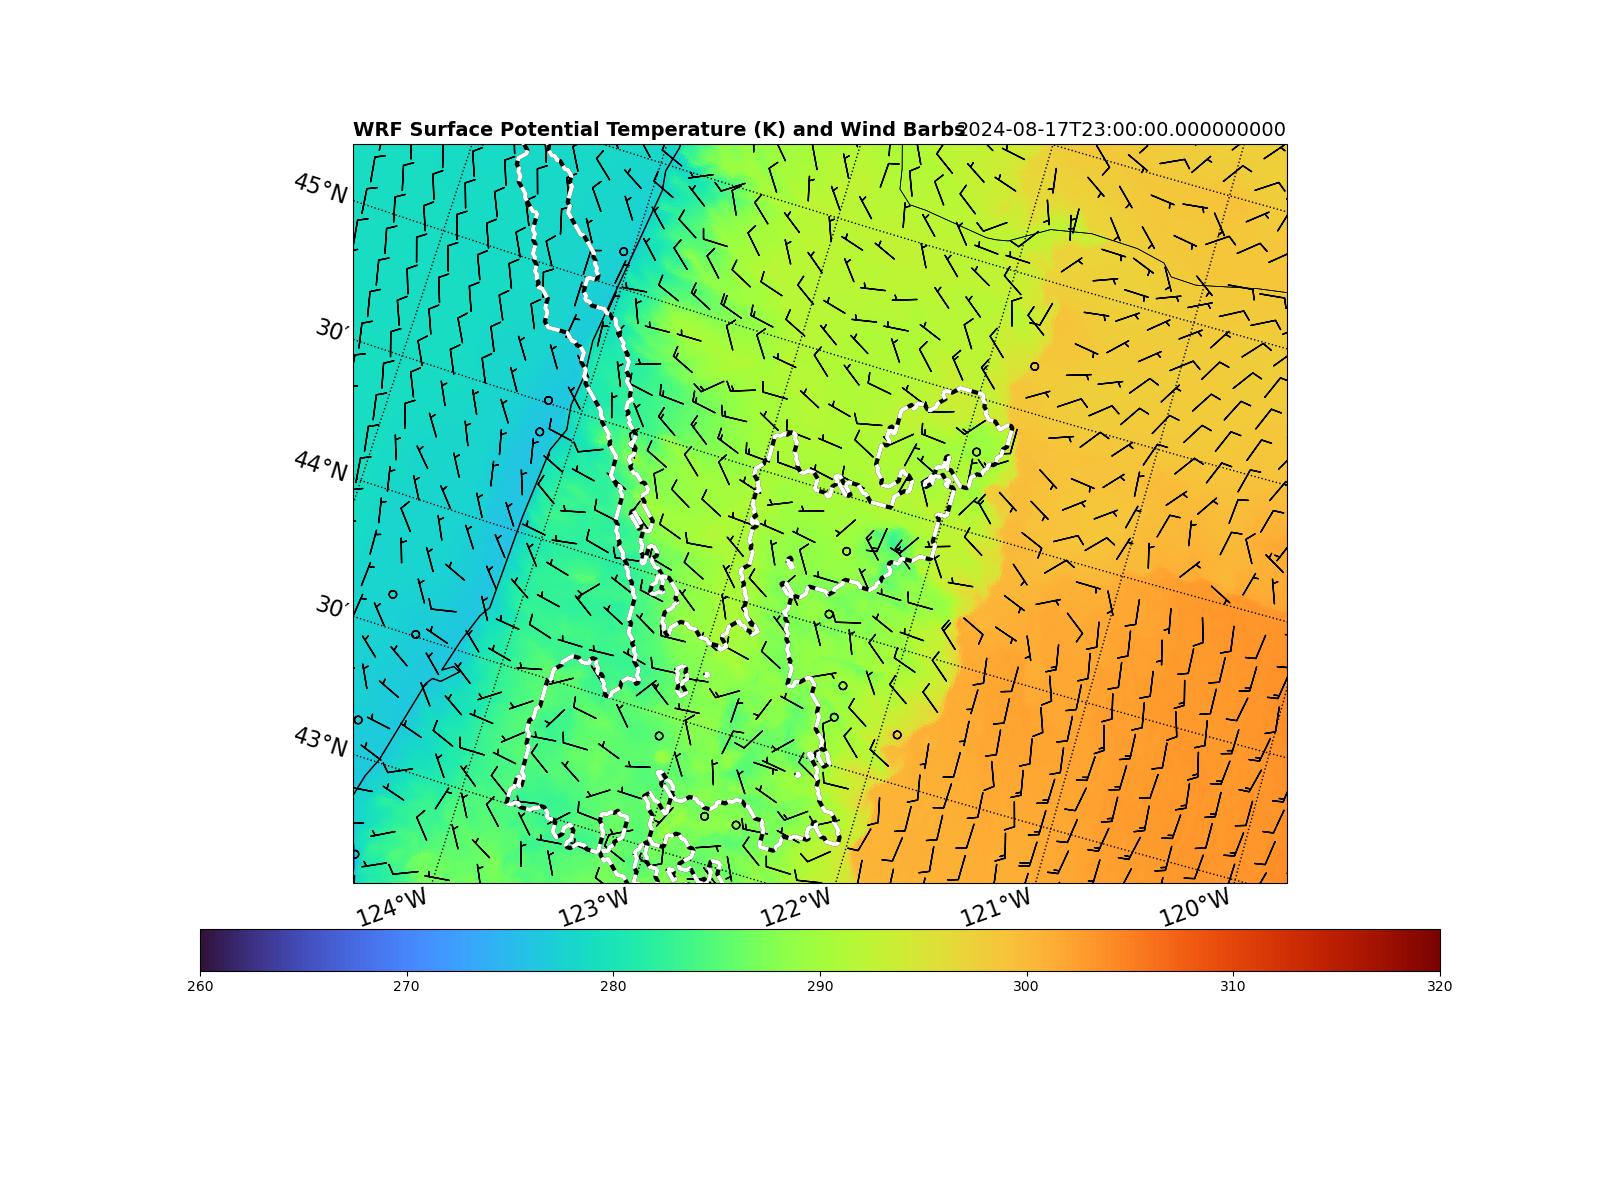 WRF Surface Potential Temperature (K) and Wind Barbs 2024-08-17T23:00:00.000000000
45°N
30′
44°N
30′
43°N
124°W 123°W 122°W 121°W 120°W
260 270 280 290 300 310 320